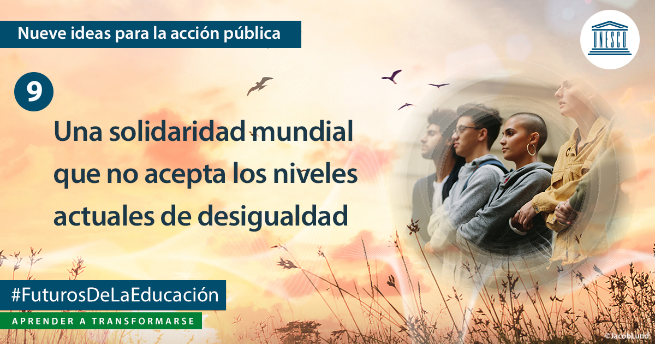 Nueve ideas para la acción pública
UNESCO
9
Una solidaridad mundial
que no acepta los niveles
actuales de desigualdad
#FuturosDeLaEducación
APRENDER A TRANSFORMARSE